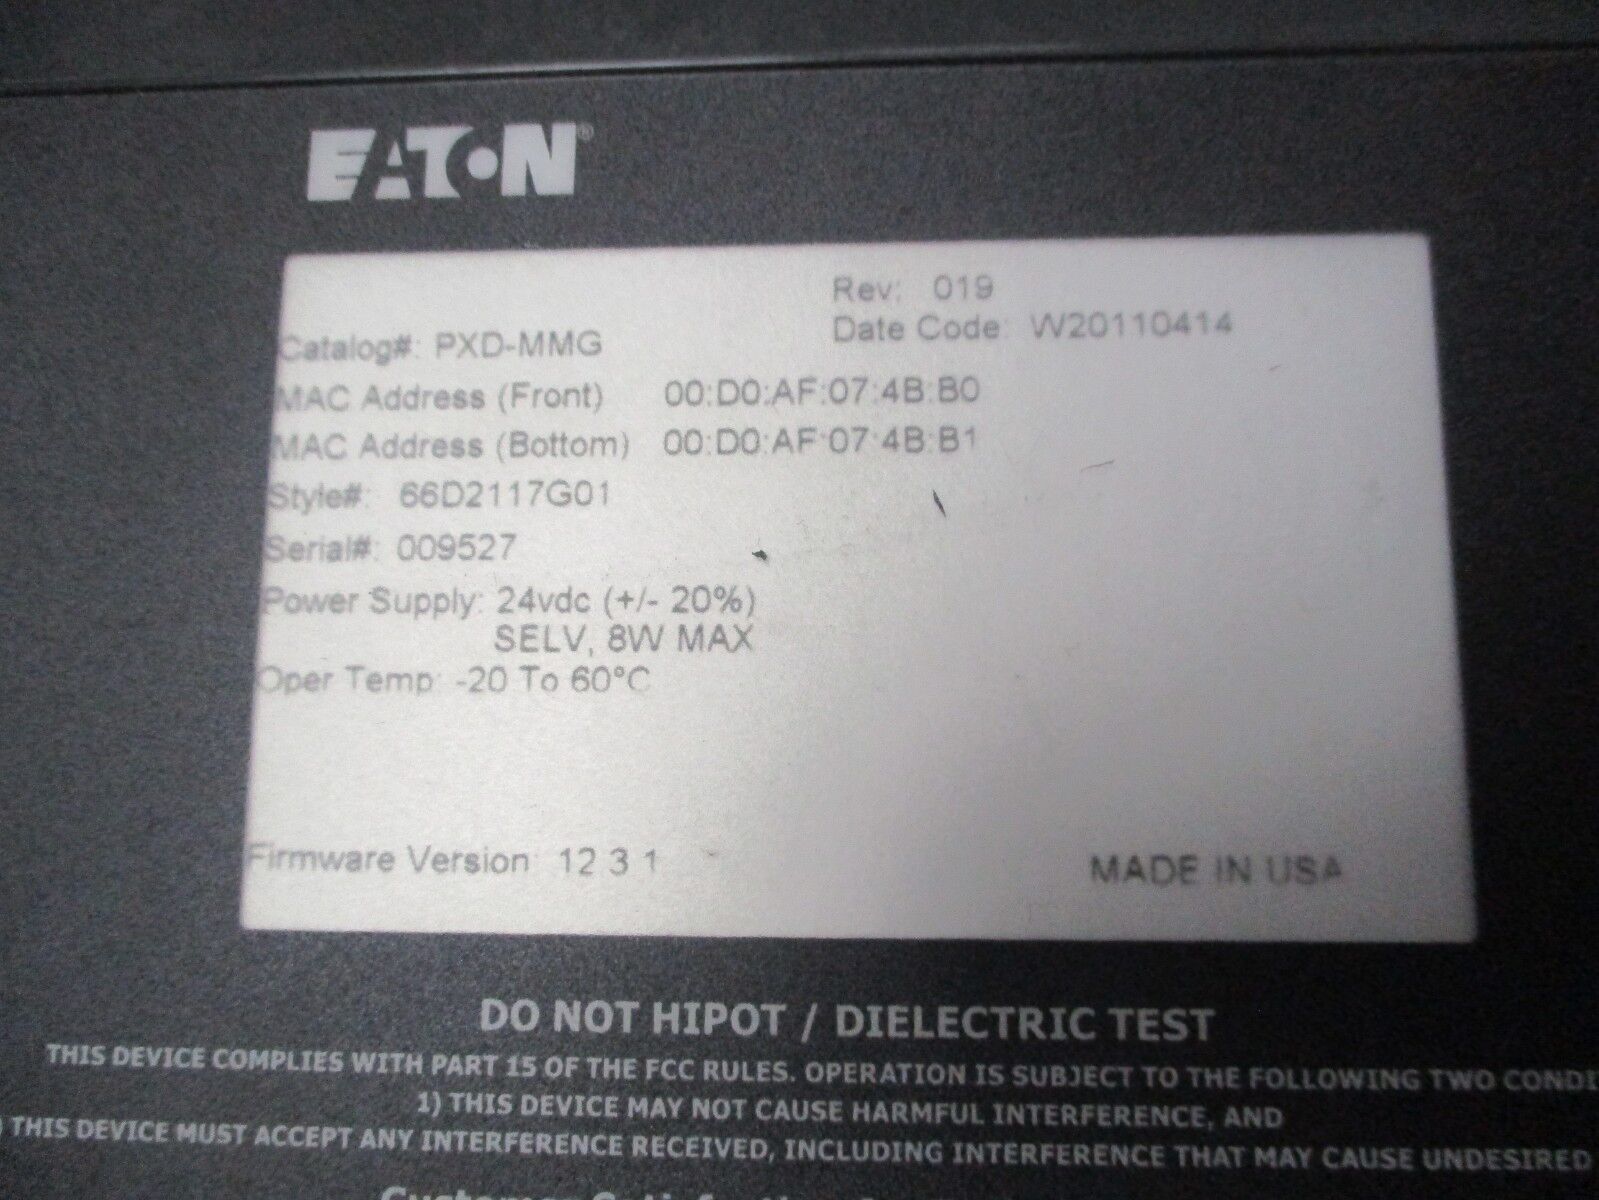 EATON®
Rev: 019
Date Code: W20110414
Catalog#: PXD-MMG
MAC Address (Front) 00:D0:AF:07:4B:B0
MAC Address (Bottom) 00:D0:AF:07:4B:B1
Style#: 66D2117G01
Serial#: 009527
Power Supply: 24vdc (+/- 20%)
SELV, 8W MAX
Oper Temp: -20 To 60°C
Firmware Version: 12 3 1
MADE IN USA
DO NOT HIPOT / DIELECTRIC TEST
THIS DEVICE COMPLIES WITH PART 15 OF THE FCC RULES. OPERATION IS SUBJECT TO THE FOLLOWING TWO CONDI
1) THIS DEVICE MAY NOT CAUSE HARMFUL INTERFERENCE, AND
) THIS DEVICE MUST ACCEPT ANY INTERFERENCE RECEIVED, INCLUDING INTERFERENCE THAT MAY CAUSE UNDESIRED